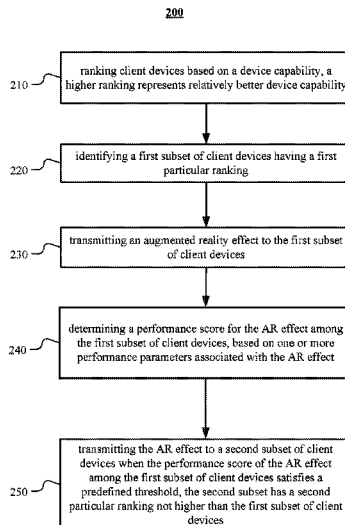 200
210
ranking client devices based on a device capability, a
higher ranking represents relatively better device capability
220
identifying a first subset of client devices having a first
particular ranking
230
transmitting an augmented reality effect to the first subset
of client devices
240
determining a performance score for the AR effect among
the first subset of client devices, based on one or more
performance parameters associated with the AR effect
250
transmitting the AR effect to a second subset of client
devices when the performance score of the AR effect
among the first subset of client devices satisfies a
predefined threshold, the second subset has a second
particular ranking not higher than the first subset of
client devices